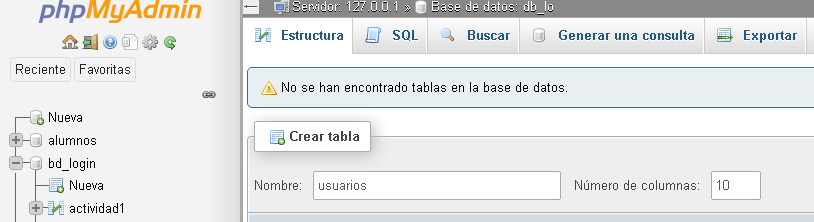 phpMyAdmin
Reciente Favoritas
Nueva
alumnos
bd_login
Nueva
actividad1
Servidor: 127.0.0.1 » Base de datos: db_lo
Estructura SQL Buscar Generar una consulta Exportar
No se han encontrado tablas en la base de datos.
Crear tabla
Nombre: usuarios Número de columnas: 10